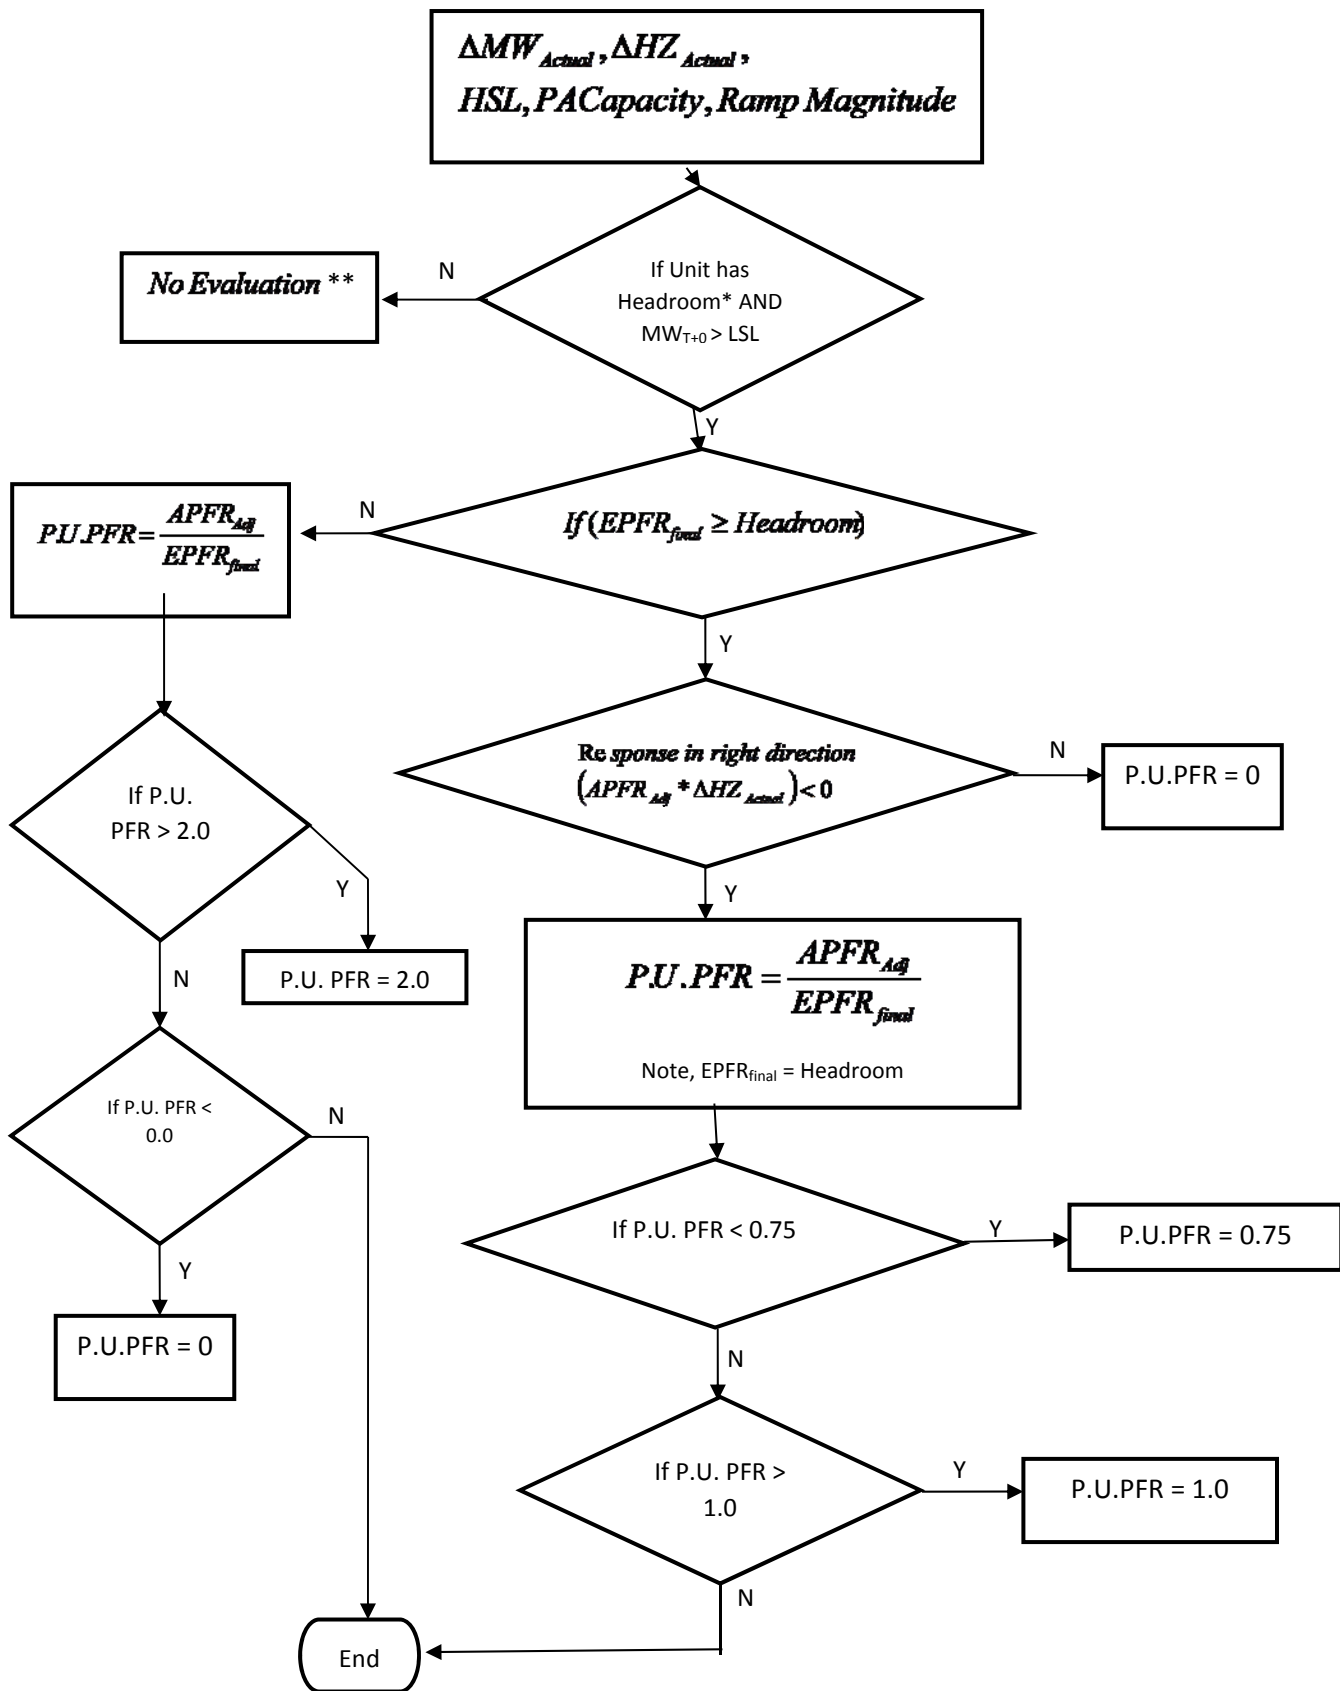 ΔMW_Actual, ΔHZ_Actual,
HSL, PACapacity, Ramp Magnitude
If Unit has
Headroom* AND
MW_T+0 > LSL
N
No Evaluation **
Y
If (EPFR_final ≥ Headroom)
N
P.U.PFR = APFR_Adj / EPFR_final
Y
Re sponse in right direction
(APFR_Adj * ΔHZ_Actual) < 0
N
P.U.PFR = 0
If P.U.
PFR > 2.0
Y
P.U. PFR = 2.0
N
Y
P.U.PFR = APFR_Adj / EPFR_final
Note, EPFR_final = Headroom
If P.U. PFR <
0.0
N
Y
P.U.PFR = 0
If P.U. PFR < 0.75
Y
P.U.PFR = 0.75
N
If P.U. PFR >
1.0
Y
P.U.PFR = 1.0
N
End